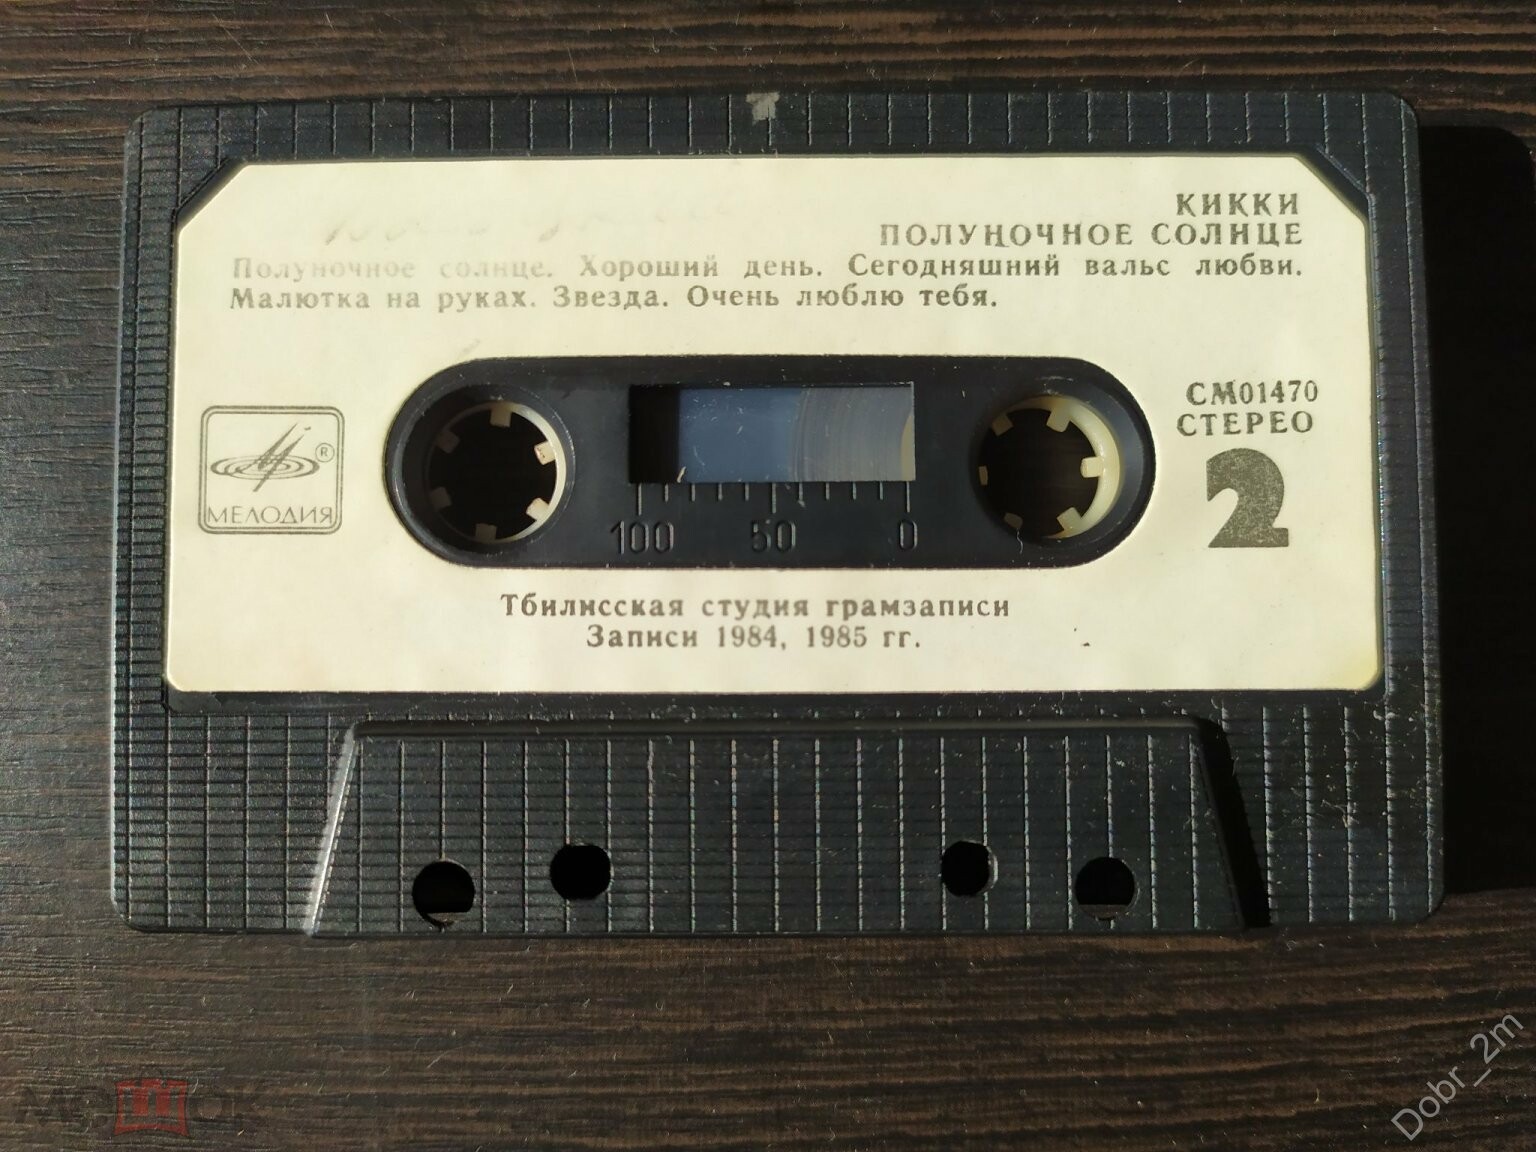 КИККИ
ПОЛУНОЧНОЕ СОЛНЦЕ
Полуночное солнце. Хороший день. Сегодняшний вальс любви.
Малютка на руках. Звезда. Очень люблю тебя.
СМ01470
СТЕРЕО
2
®
МЕЛОДИЯ
100 50 0
Тбилисская студия грамзаписи
Записи 1984, 1985 гг.
Dobr_2m